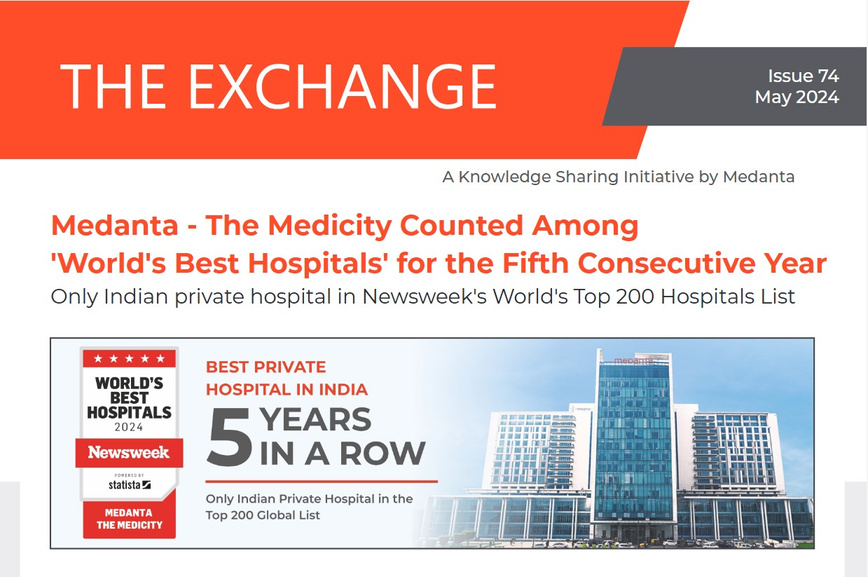 THE EXCHANGE
Issue 74
May 2024
A Knowledge Sharing Initiative by Medanta
Medanta - The Medicity Counted Among
'World's Best Hospitals' for the Fifth Consecutive Year
Only Indian private hospital in Newsweek's World's Top 200 Hospitals List
WORLD'S
BEST
HOSPITALS
2024
Newsweek
POWERED BY
statista
MEDANTA
THE MEDICITY
BEST PRIVATE
HOSPITAL IN INDIA
5 YEARS
IN A ROW
Only Indian Private Hospital in the
Top 200 Global List
medanta